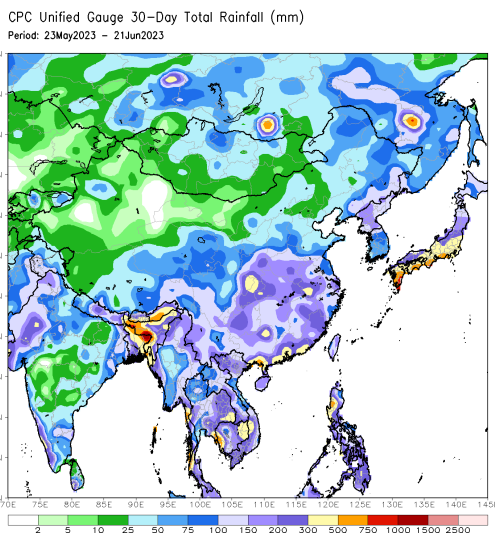 CPC Unified Gauge 30-Day Total Rainfall (mm)
Period: 23May2023 - 21Jun2023
70E 75E 80E 85E 90E 95E 100E 105E 110E 115E 120E 125E 130E 135E 140E 145E
2 5 10 25 50 75 100 150 200 300 500 750 1000 1500 2500